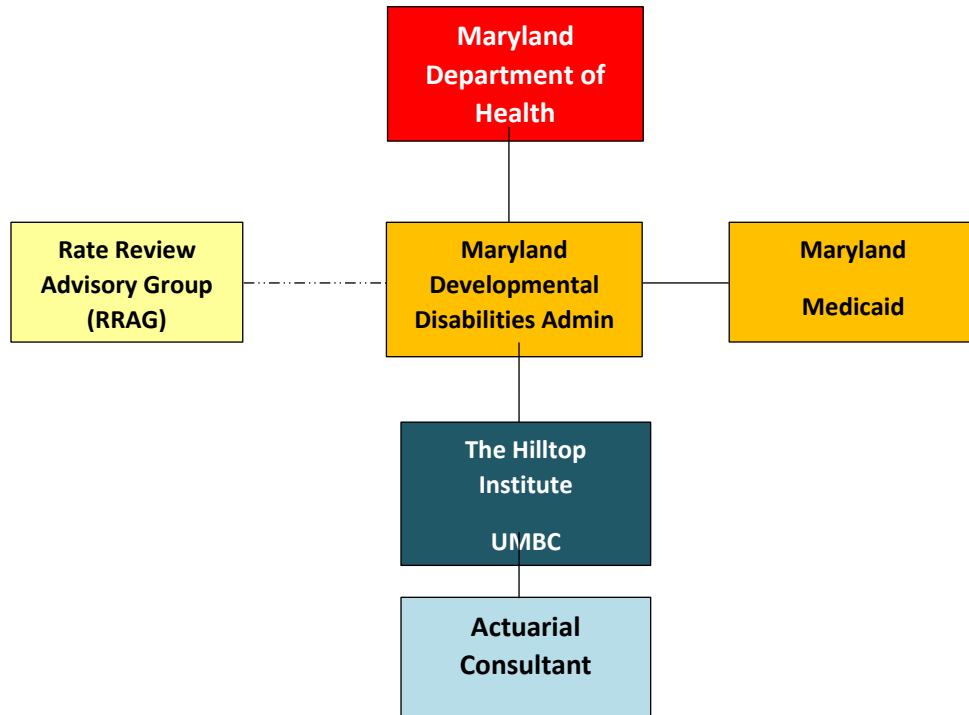 Maryland
Department of
Health
Rate Review
Advisory Group
(RRAG)
Maryland
Developmental
Disabilities Admin
Maryland
Medicaid
The Hilltop
Institute
UMBC
Actuarial
Consultant